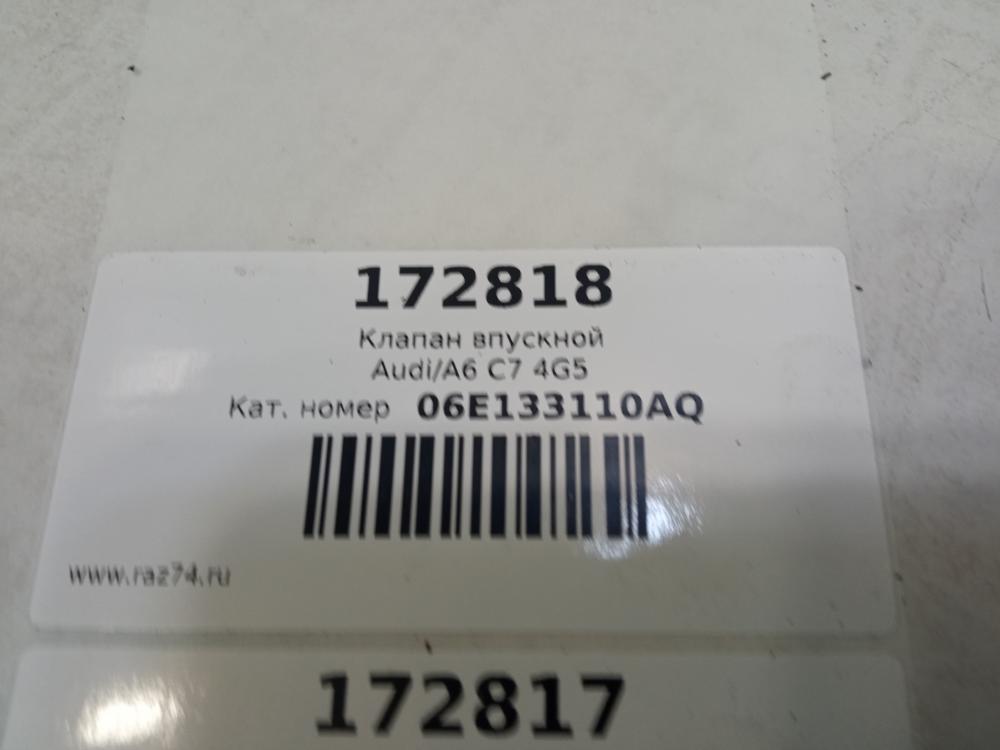 172818
Клапан впускной
Audi/A6 C7 4G5
Кат. номер 06E133110AQ
www.raz74.ru
172817